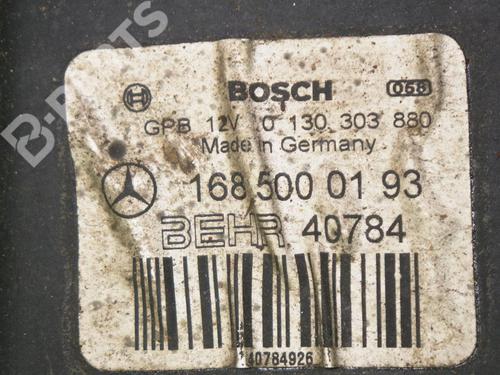 B-PARTS
BOSCH 058
GPB 12V 0 130 303 880
Made in Germany
168 500 01 93
BEHR 40784
40784926